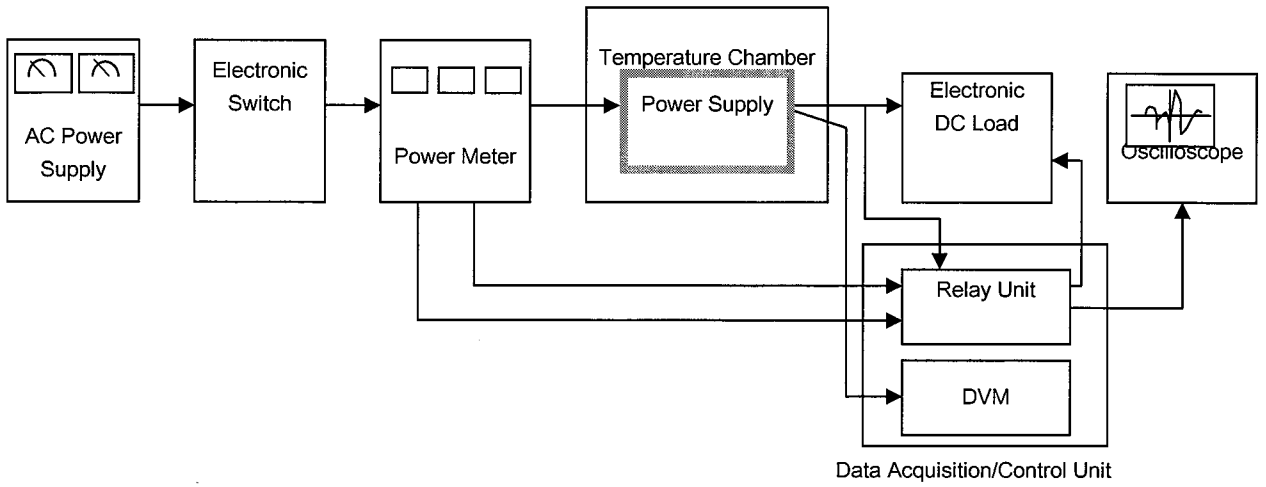 AC Power
Supply
Electronic
Switch
Power Meter
Temperature Chamber
Power Supply
Electronic
DC Load
Oscilloscope
Relay Unit
DVM
Data Acquisition/Control Unit